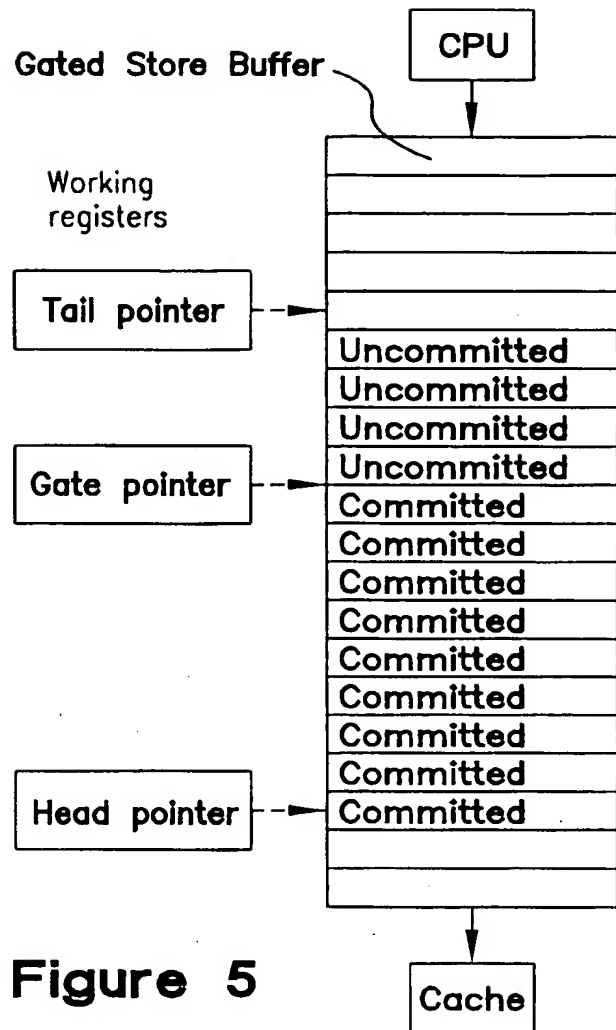 CPU
Gated Store Buffer
Working
registers
Tail pointer
Uncommitted
Uncommitted
Uncommitted
Uncommitted
Gate pointer
Committed
Committed
Committed
Committed
Committed
Committed
Committed
Committed
Head pointer
Committed
Figure 5
Cache